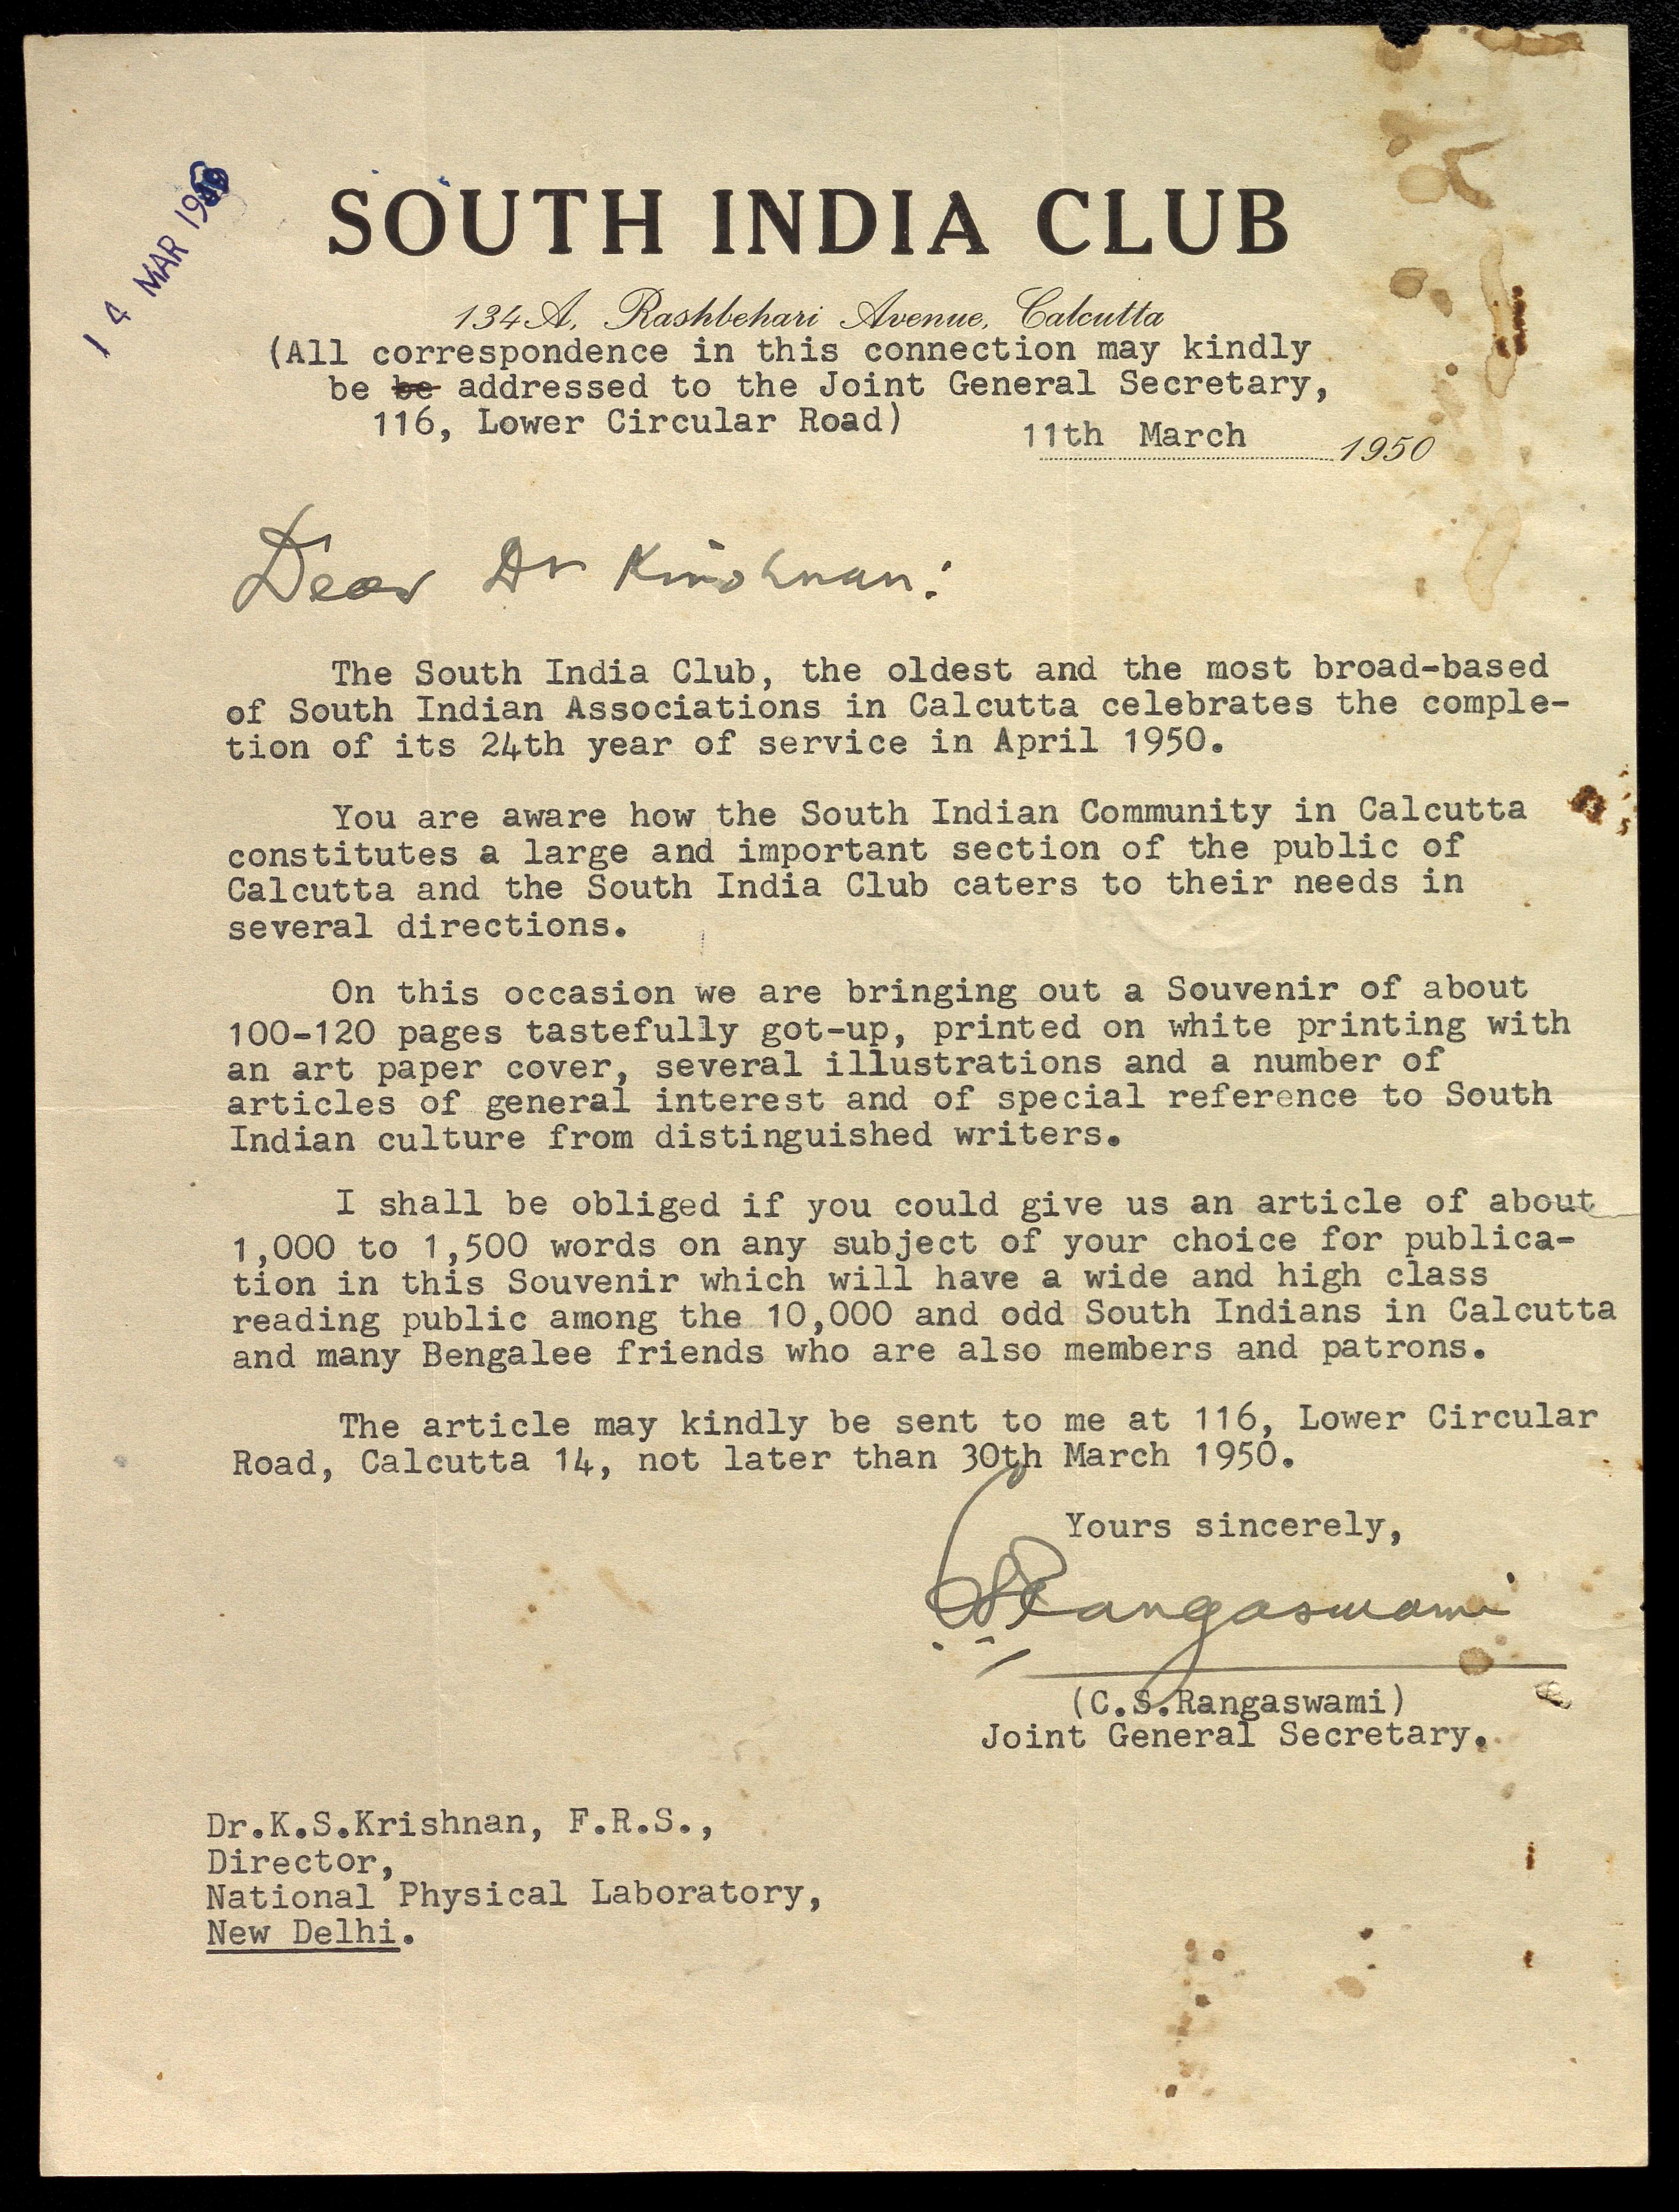 14 MAR 1950
SOUTH INDIA CLUB
134 A, Rashbehari Avenue, Calcutta
(All correspondence in this connection may kindly
be be addressed to the Joint General Secretary,
116, Lower Circular Road)
11th March 1950
Dear Dr Krishnan:
The South India Club, the oldest and the most broad-based
of South Indian Associations in Calcutta celebrates the comple-
tion of its 24th year of service in April 1950.
You are aware how the South Indian Community in Calcutta
constitutes a large and important section of the public of
Calcutta and the South India Club caters to their needs in
several directions.
On this occasion we are bringing out a Souvenir of about
100-120 pages tastefully got-up, printed on white printing with
an art paper cover, several illustrations and a number of
articles of general interest and of special reference to South
Indian culture from distinguished writers.
I shall be obliged if you could give us an article of about
1,000 to 1,500 words on any subject of your choice for publica-
tion in this Souvenir which will have a wide and high class
reading public among the 10,000 and odd South Indians in Calcutta
and many Bengalee friends who are also members and patrons.
The article may kindly be sent to me at 116, Lower Circular
Road, Calcutta 14, not later than 30th March 1950.
Yours sincerely,
CSRangaswami
(C.S.Rangaswami)
Joint General Secretary.
Dr.K.S.Krishnan, F.R.S.,
Director,
National Physical Laboratory,
New Delhi.